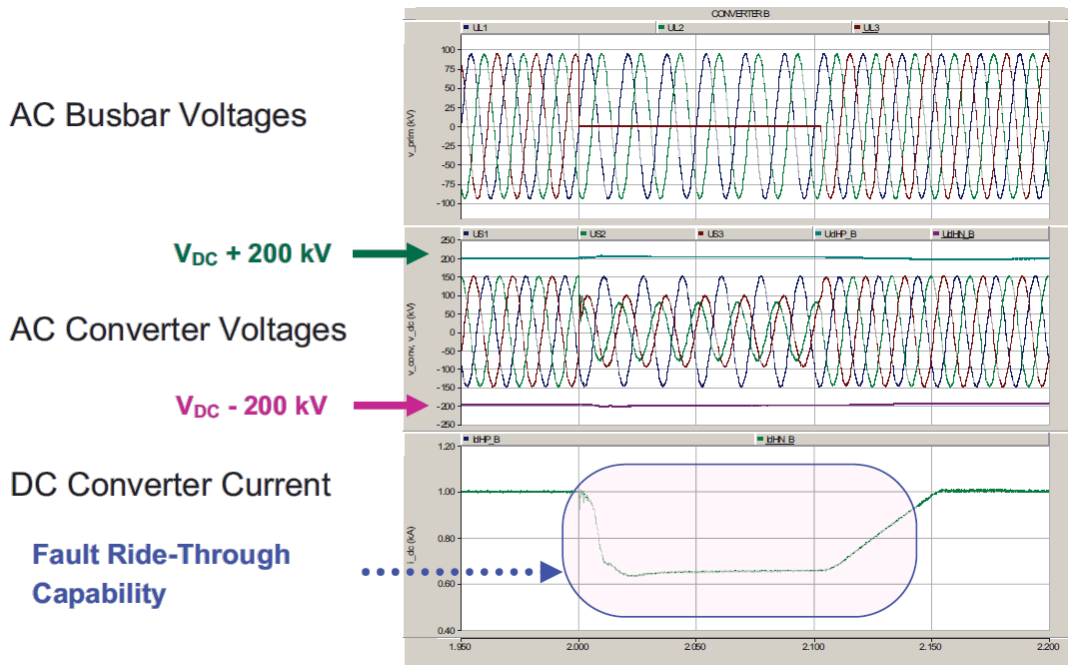 CONVERTER B
UL1 UL2 UL3
AC Busbar Voltages
v_prim (kV)
100
75
50
25
0
-25
-50
-75
-100
US1 US2 US3 UdHP_B UdHN_B
VDC + 200 kV
AC Converter Voltages
VDC - 200 kV
v_conv, v_dc (kV)
250
200
150
100
50
0
-50
-100
-150
-200
-250
IdHP_B IdHN_B
DC Converter Current
Fault Ride-Through
Capability
i_dc (kA)
1.20
1.00
0.80
0.60
0.40
1.950 2.000 2.050 2.100 2.150 2.200